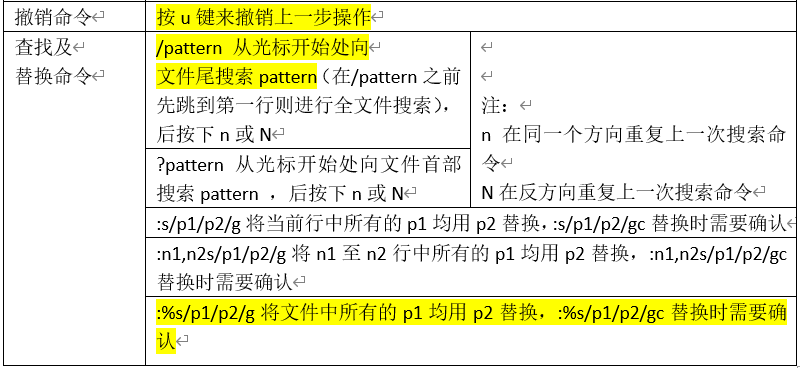 撤销命令
按 u 键来撤销上一步操作
查找及
替换命令
/pattern 从光标开始处向
文件尾搜索 pattern（在/pattern 之前
先跳到第一行则进行全文件搜索），
后按下 n 或 N
注：
n 在同一个方向重复上一次搜索命
令
N 在反方向重复上一次搜索命令
?pattern 从光标开始处向文件首部
搜索 pattern ，后按下 n 或 N
:s/p1/p2/g 将当前行中所有的 p1 均用 p2 替换，:s/p1/p2/gc 替换时需要确认
:n1,n2s/p1/p2/g 将 n1 至 n2 行中所有的 p1 均用 p2 替换，:n1,n2s/p1/p2/gc
替换时需要确认
:%s/p1/p2/g 将文件中所有的 p1 均用 p2 替换，:%s/p1/p2/gc 替换时需要确
认